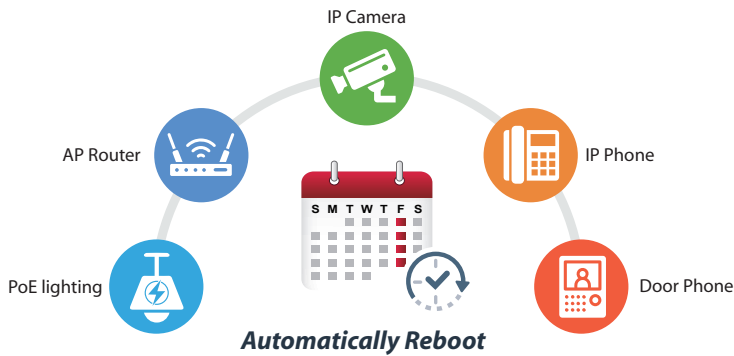 IP Camera
AP Router
IP Phone
S M T W T F S
PoE lighting
Door Phone
Automatically Reboot